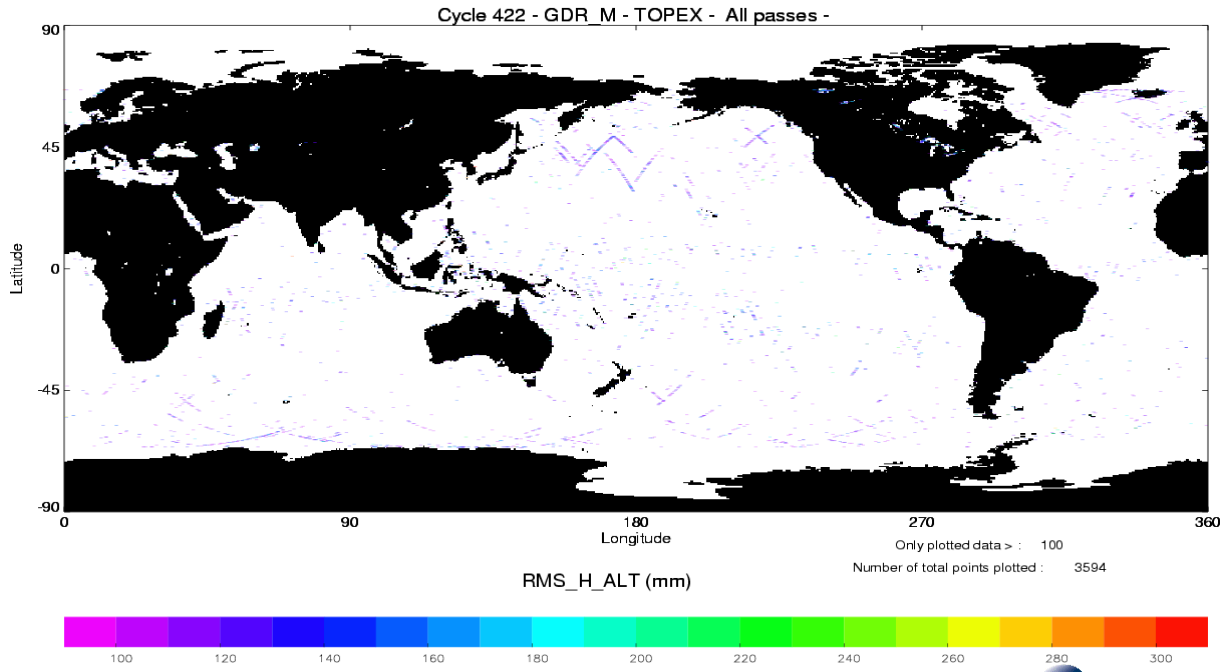 Cycle 422 - GDR_M - TOPEX - All passes -
90
45
0
-45
-90
Latitude
0 90 180 270 360
Longitude
Only plotted data > : 100
Number of total points plotted : 3594
RMS_H_ALT (mm)
100 120 140 160 180 200 220 240 260 280 300